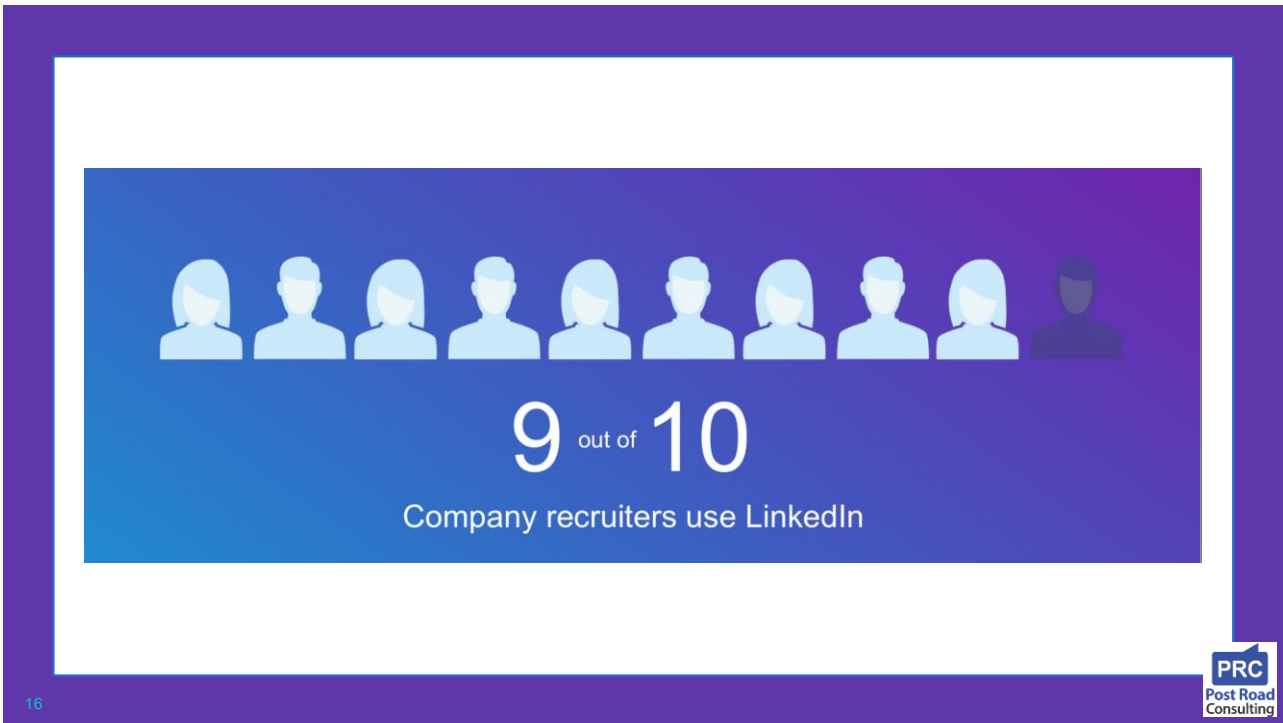 9 out of 10
Company recruiters use LinkedIn
16
PRC
Post Road
Consulting